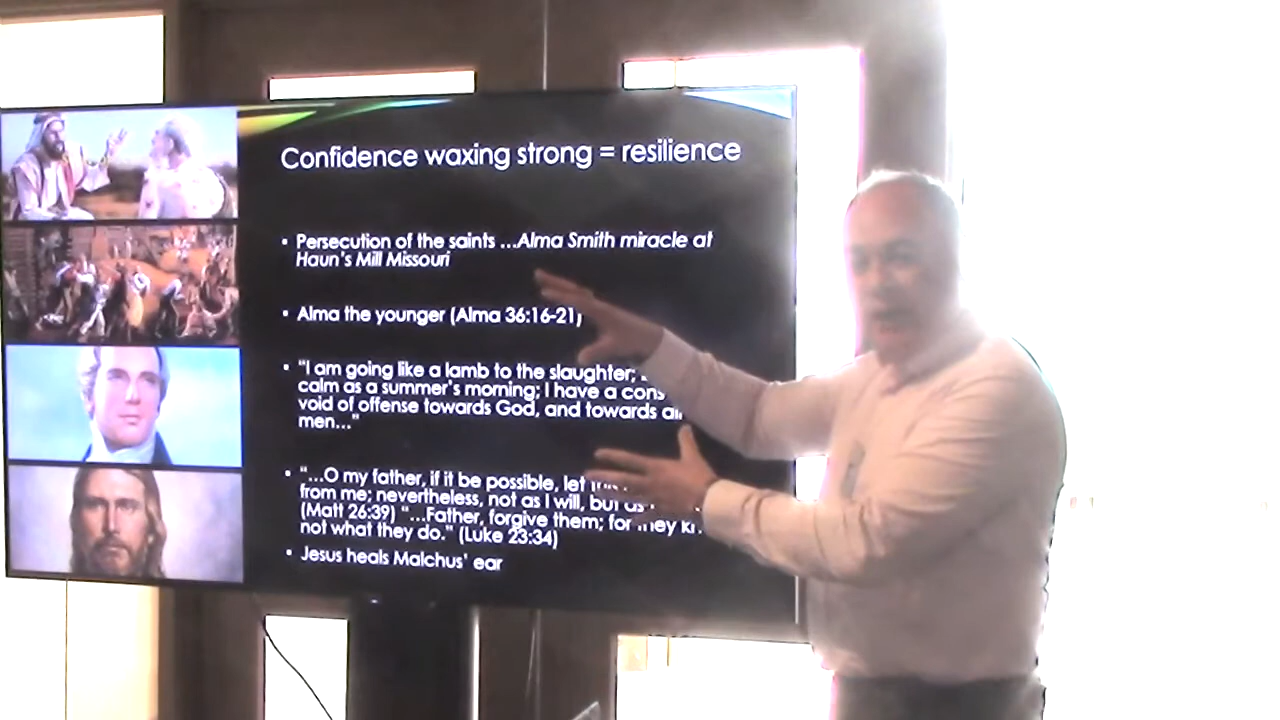 Confidence waxing strong = resilience
▪ Persecution of the saints ...Alma Smith miracle at
Haun's Mill Missouri
▪ Alma the younger (Alma 36:16-21)
▪ "I am going like a lamb to the slaughter;
calm as a summer's morning; I have a
void of offense towards God, and towards
men..."
▪ "...O my father, if it be possible, let
from me; nevertheless, not as I will, but
(Matt 26:39) "...Father, forgive them; for they
not what they do." (Luke 23:34)
▪ Jesus heals Malchus' ear